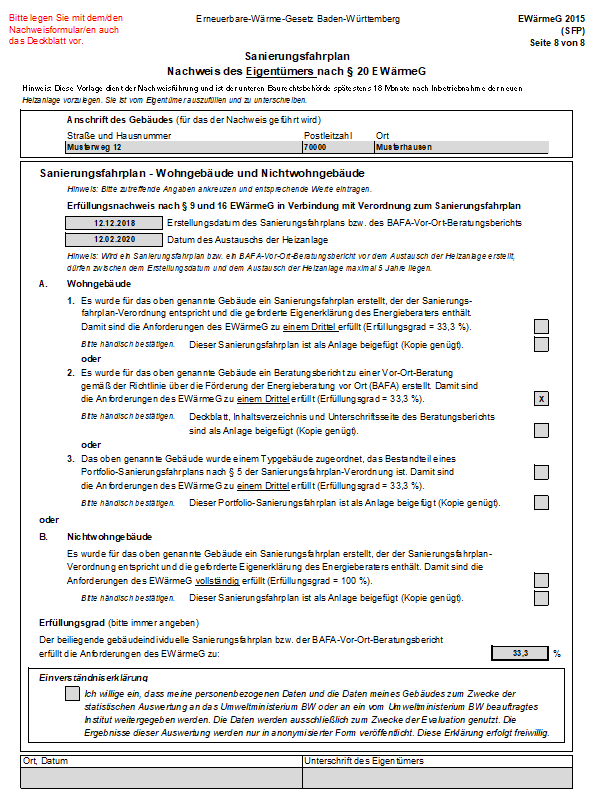 Bitte legen Sie mit dem/den
Nachweisformular/en auch
das Deckblatt vor.
Erneuerbare-Wärme-Gesetz Baden-Württemberg
EWärmeG 2015
(SFP)
Seite 8 von 8
Sanierungsfahrplan
Nachweis des Eigentümers nach § 20 EWärmeG
Hinweis: Diese Vorlage dient der Nachweisführung und ist der unteren Baurechtsbehörde spätestens 18 Monate nach Inbetriebnahme der neuen
Heizanlage vorzulegen. Sie ist vom Eigentümer auszufüllen und zu unterschreiben.
Anschrift des Gebäudes (für das der Nachweis geführt wird)
Straße und Hausnummer Postleitzahl Ort
Musterweg 12 70000 Musterhausen
Sanierungsfahrplan - Wohngebäude und Nichtwohngebäude
Hinweis: Bitte zutreffende Angaben ankreuzen und entsprechende Werte eintragen.
Erfüllungsnachweis nach § 9 und 16 EWärmeG in Verbindung mit Verordnung zum Sanierungsfahrplan
12.12.2018 Erstellungsdatum des Sanierungsfahrplans bzw. des BAFA-Vor-Ort-Beratungsberichts
12.02.2020 Datum des Austauschs der Heizanlage
Hinweis: Wird ein Sanierungsfahrplan bzw. ein BAFA-Vor-Ort-Beratungsbericht vor dem Austausch der Heizanlage erstellt,
dürfen zwischen dem Erstellungsdatum und dem Austausch der Heizanlage maximal 5 Jahre liegen.
A. Wohngebäude
1. Es wurde für das oben genannte Gebäude ein Sanierungsfahrplan erstellt, der der Sanierungs-
fahrplan-Verordnung entspricht und die geforderte Eigenerklärung des Energieberaters enthält.
Damit sind die Anforderungen des EWärmeG zu einem Drittel erfüllt (Erfüllungsgrad = 33,3 %).
Bitte händisch bestätigen. Dieser Sanierungsfahrplan ist als Anlage beigefügt (Kopie genügt).
oder
2. Es wurde für das oben genannte Gebäude ein Beratungsbericht zu einer Vor-Ort-Beratung
gemäß der Richtlinie über die Förderung der Energieberatung vor Ort (BAFA) erstellt. Damit sind
die Anforderungen des EWärmeG zu einem Drittel erfüllt (Erfüllungsgrad = 33,3 %). X
Bitte händisch bestätigen. Deckblatt, Inhaltsverzeichnis und Unterschriftsseite des Beratungsberichts
sind als Anlage beigefügt (Kopie genügt).
oder
3. Das oben genannte Gebäude wurde einem Typgebäude zugeordnet, das Bestandteil eines
Portfolio-Sanierungsfahrplans nach § 5 der Sanierungsfahrplan-Verordnung ist. Damit sind
die Anforderungen des EWärmeG zu einem Drittel erfüllt (Erfüllungsgrad = 33,3 %).
Bitte händisch bestätigen. Dieser Portfolio-Sanierungsfahrplan ist als Anlage beigefügt (Kopie genügt).
oder
B. Nichtwohngebäude
Es wurde für das oben genannte Gebäude ein Sanierungsfahrplan erstellt, der der Sanierungsfahrplan-
Verordnung entspricht und die geforderte Eigenerklärung des Energieberaters enthält. Damit sind die
Anforderungen des EWärmeG vollständig erfüllt (Erfüllungsgrad = 100 %).
Bitte händisch bestätigen. Dieser Sanierungsfahrplan ist als Anlage beigefügt (Kopie genügt).
Erfüllungsgrad (bitte immer angeben)
Der beiliegende gebäudeindividuelle Sanierungsfahrplan bzw. der BAFA-Vor-Ort-Beratungsbericht
erfüllt die Anforderungen des EWärmeG zu: 33,3 %
Einverständniserklärung
Ich willige ein, dass meine personenbezogenen Daten und die Daten meines Gebäudes zum Zwecke der
statistischen Auswertung an das Umweltministerium BW oder an ein vom Umweltministerium BW beauftragtes
Institut weitergegeben werden. Die Daten werden ausschließlich zum Zwecke der Evaluation genutzt. Die
Ergebnisse dieser Auswertung werden nur in anonymisierter Form veröffentlicht. Diese Erklärung erfolgt freiwillig.
Ort, Datum Unterschrift des Eigentümers